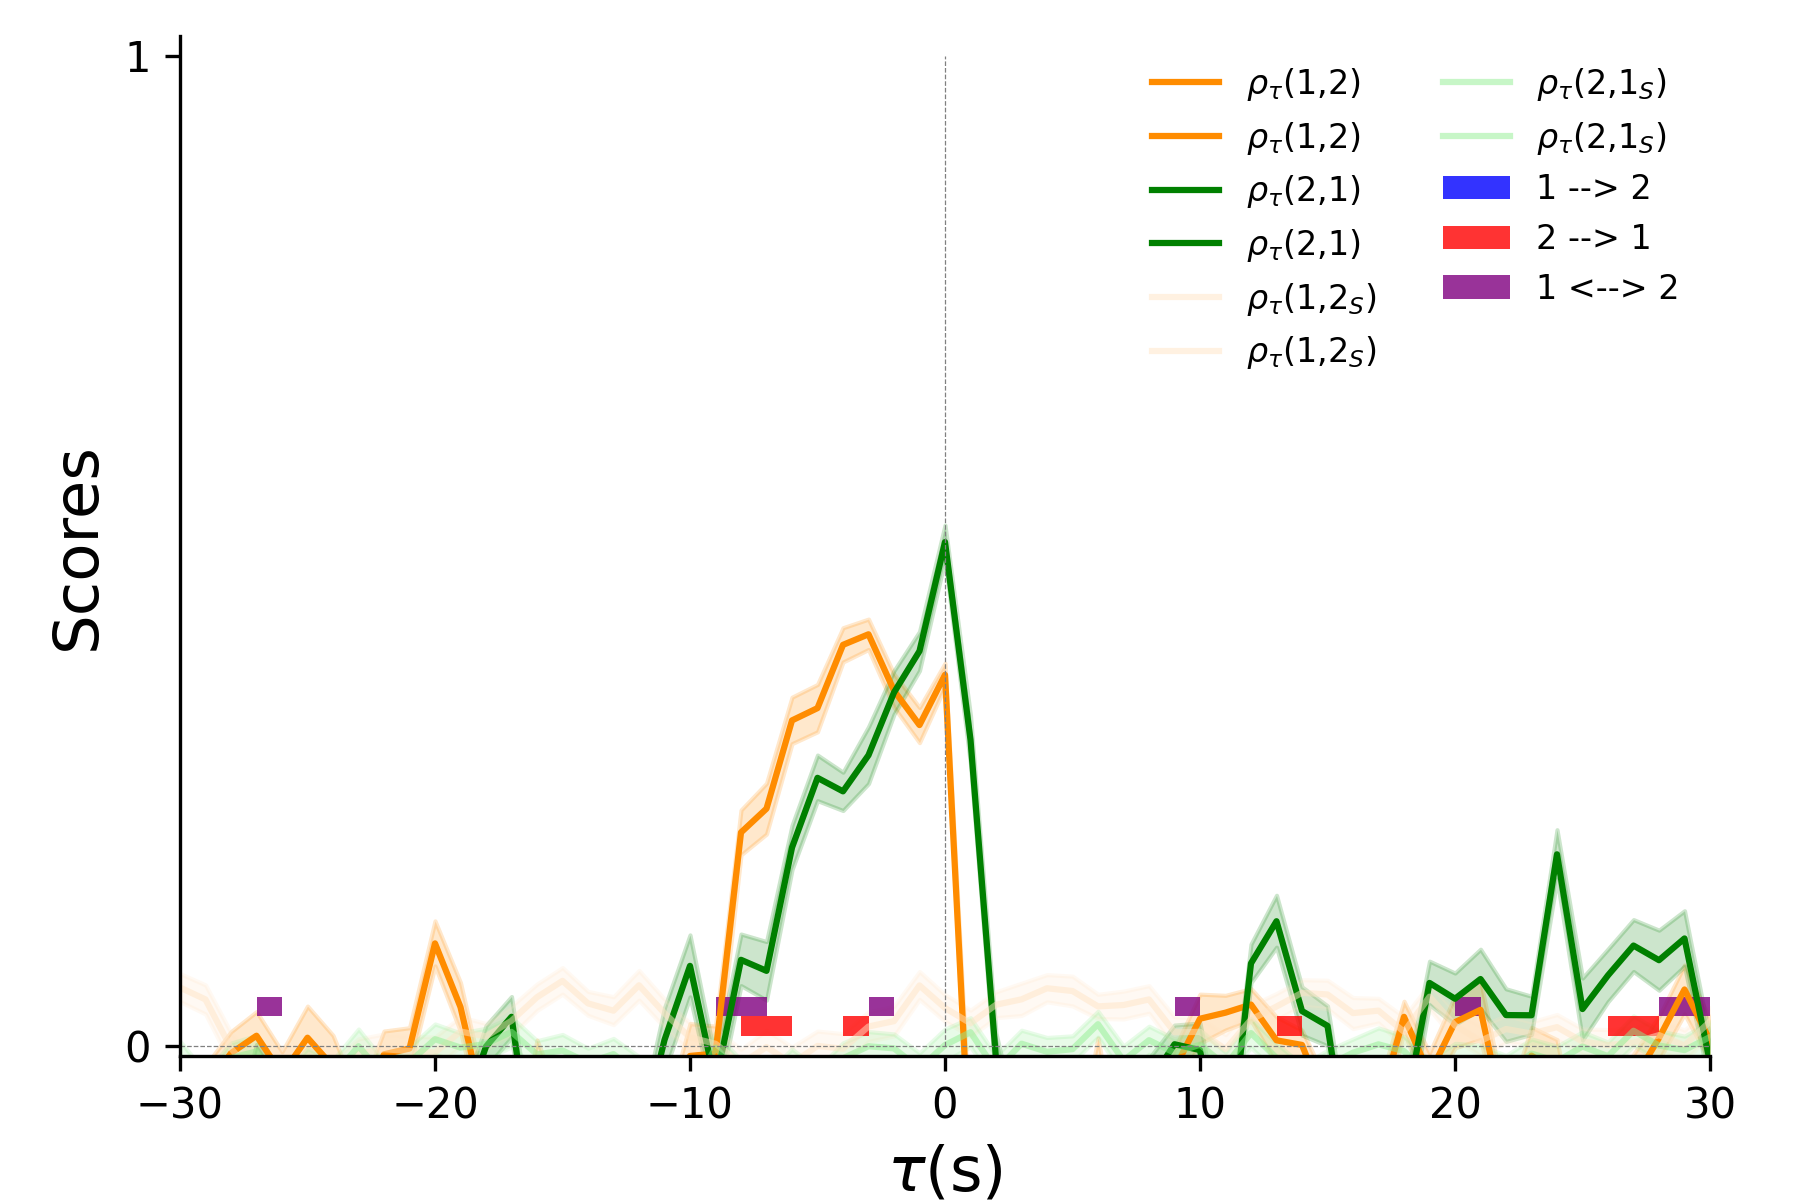 Scores
1
0
ρτ(1,2)
ρτ(1,2)
ρτ(2,1)
ρτ(2,1)
ρτ(1,2S)
ρτ(1,2S)
ρτ(2,1S)
ρτ(2,1S)
1 --> 2
2 --> 1
1 <--> 2
−30 −20 −10 0 10 20 30
τ(s)